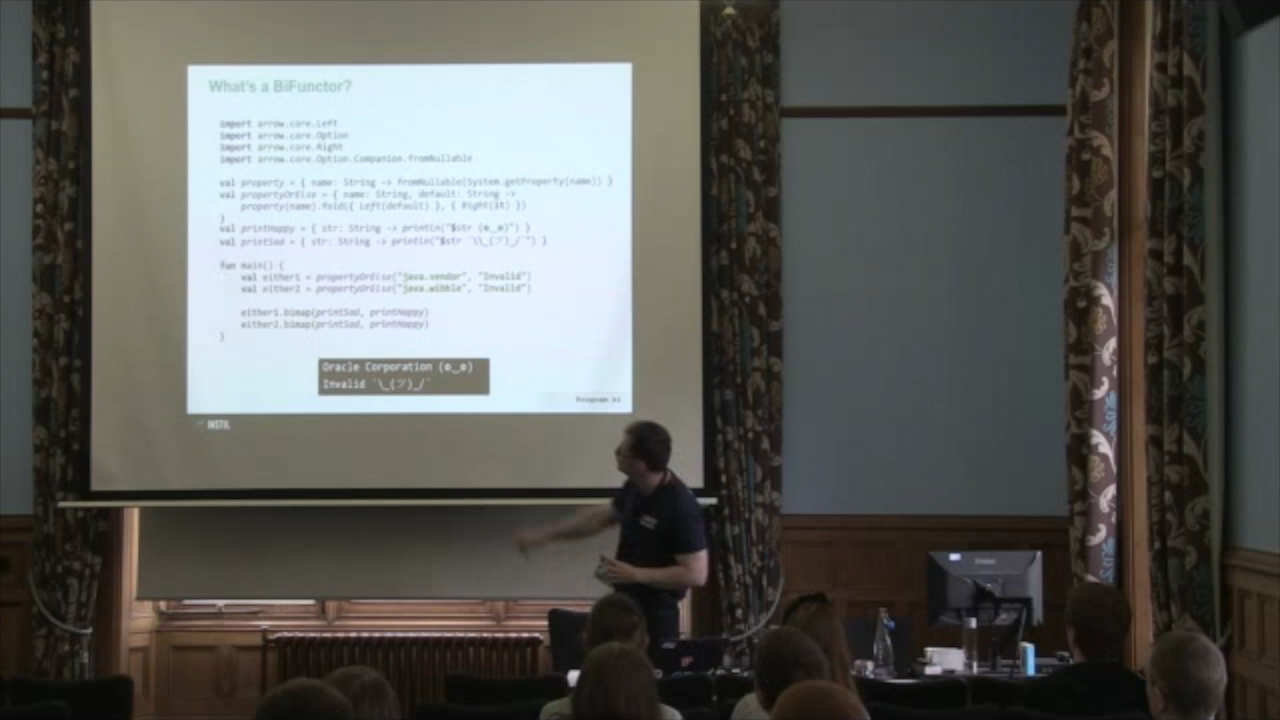 What's a BiFunctor?
import arrow.core.Left
import arrow.core.Option
import arrow.core.Right
import arrow.core.Option.Companion.fromNullable
val property = { name: String -> fromNullable(System.getProperty(name)) }
val propertyOrElse = { name: String, default: String ->
property(name).fold({ Left(default) }, { Right(it) })
}
val printHappy = { str: String -> println("$str (ʘ‿ʘ)") }
val printSad = { str: String -> println("$str ¯\\_(ツ)_/¯") }
fun main() {
val either1 = propertyOrElse("java.vendor", "Invalid")
val either2 = propertyOrElse("java.wibble", "Invalid")
either1.bimap(printSad, printHappy)
either2.bimap(printSad, printHappy)
}
Oracle Corporation (ʘ‿ʘ)
Invalid ¯\_(ツ)_/¯
Program
INSTIL